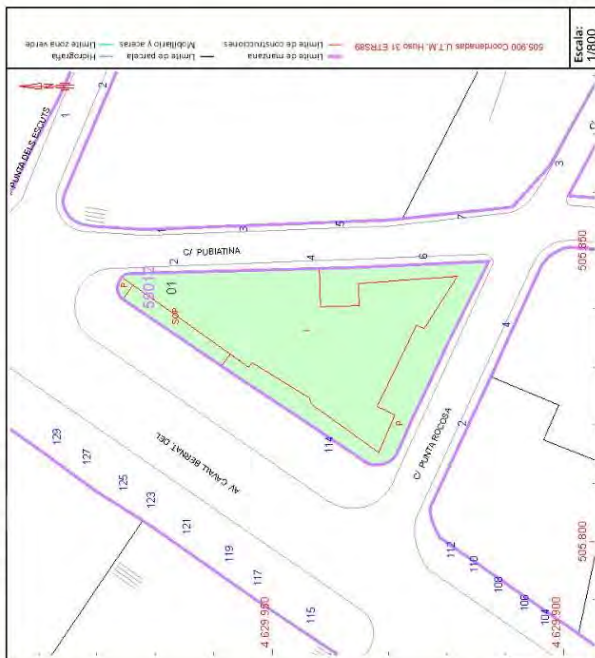 Límite de manzana
Límite de construcciones
505.900 Coordenadas U.T.M. Huso 31 ETRS89
Límite de parcela
Mobiliario y aceras
Hidrografía
Límite zona verde
Escala:
1/800
PUNTA DELS ESCUTS
1
2
1
3
5
7
3
C/ PUBIATINA
2
4
6
01
SOP
P
I
P
114
AV CAVALL BERNAT, DEL
129
127
125
123
121
119
117
115
C/ PUNTA ROCOSA
2
4
112
110
108
106
104
4.629.950
4.629.900
505.850
505.800
C/